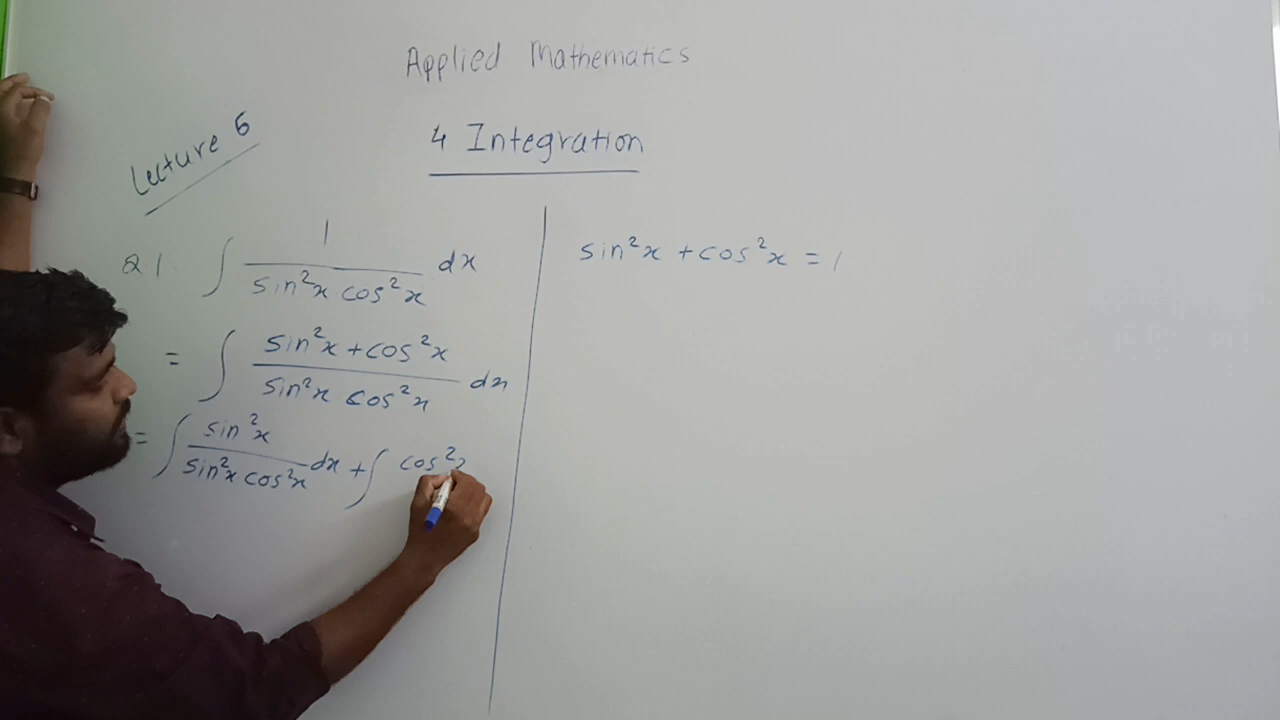 Applied Mathematics
4 Integration
Lecture 6
Q1. ∫ 1 / (sin²x cos²x) dx
= ∫ (sin²x + cos²x) / (sin²x cos²x) dx
= ∫ sin²x / (sin²x cos²x) dx + ∫ cos²
sin²x + cos²x = 1